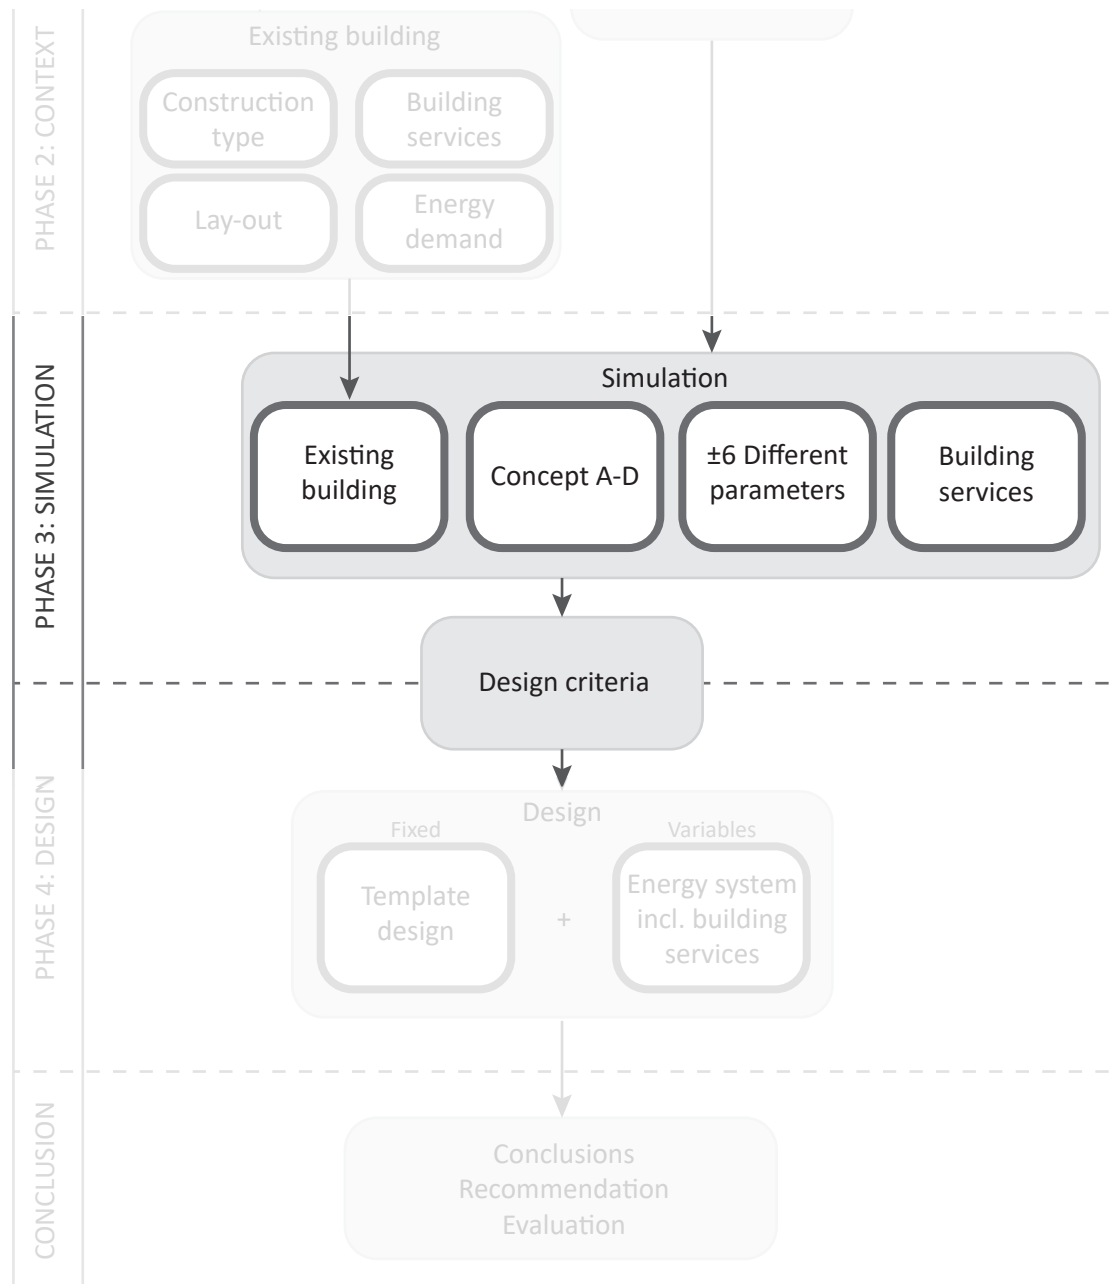 PHASE 2: CONTEXT
Existing building
Construction
type
Building
services
Lay-out
Energy
demand
PHASE 3: SIMULATION
Simulation
Existing
building
Concept A-D
±6 Different
parameters
Building
services
Design criteria
PHASE 4: DESIGN
Design
Fixed
Variables
Template
design
+
Energy system
incl. building
services
CONCLUSION
Conclusions
Recommendation
Evaluation